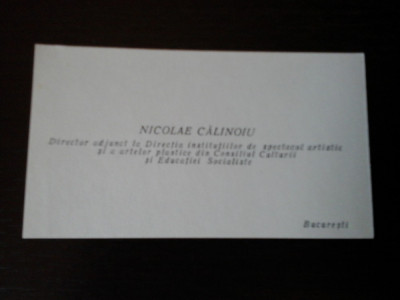 NICOLAE CĂLINOIU
Director adjunct la Direcția instituțiilor de spectacol artistic
și a artelor plastice din Consiliul Culturii
și Educației Socialiste
București